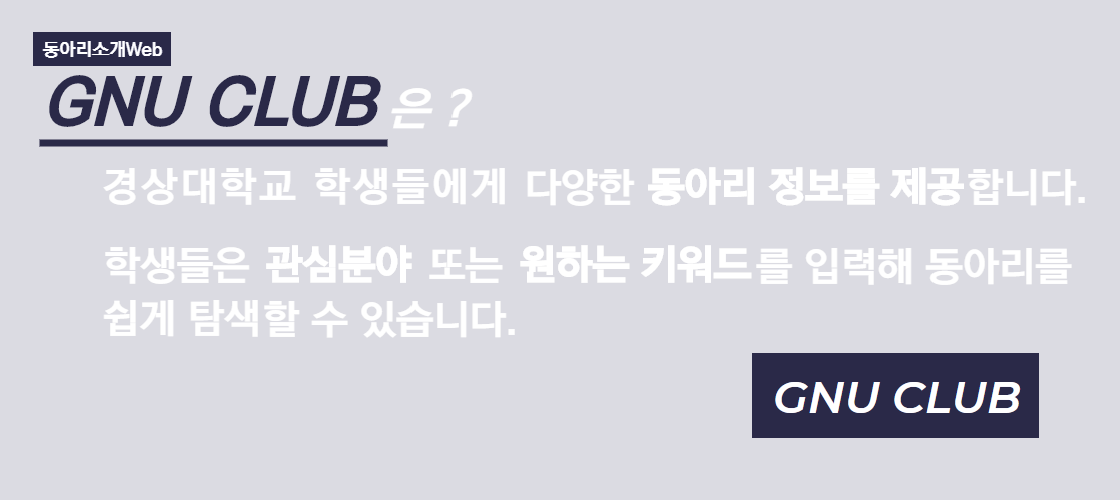 동아리소개Web
GNU CLUB은 ?
경상대학교 학생들에게 다양한 동아리 정보를 제공합니다.
학생들은 관심분야 또는 원하는 키워드를 입력해 동아리를
쉽게 탐색할 수 있습니다.
GNU CLUB